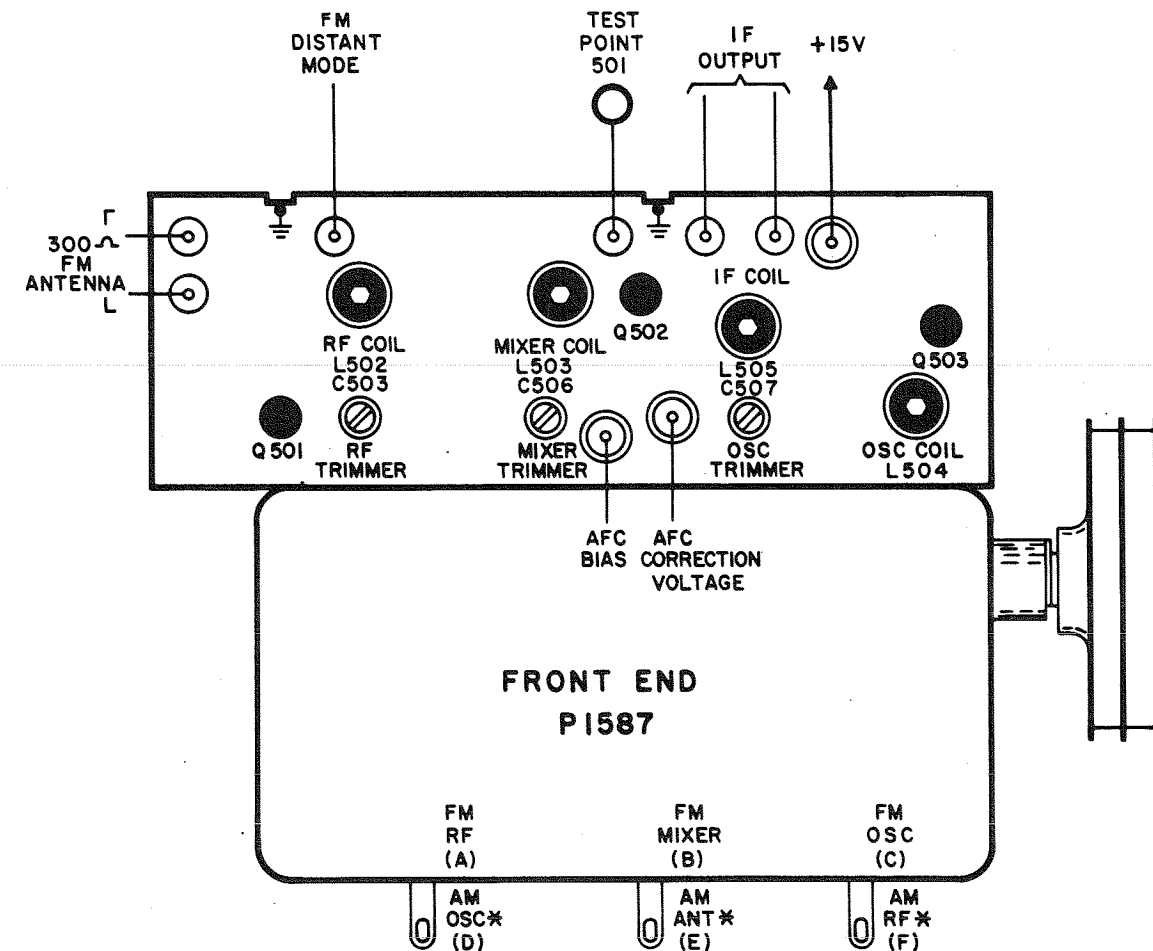 FM
DISTANT
MODE
TEST
POINT
501
IF
OUTPUT
+15V
300Ω
FM
ANTENNA
RF COIL
L502
C503
MIXER COIL
L503
C506
Q502
IF COIL
L505
C507
Q503
Q501
RF
TRIMMER
MIXER
TRIMMER
OSC
TRIMMER
OSC COIL
L504
AFC
BIAS
AFC
CORRECTION
VOLTAGE
FRONT END
P1587
FM
RF
(A)
FM
MIXER
(B)
FM
OSC
(C)
AM
OSC*
(D)
AM
ANT*
(E)
AM
RF*
(F)